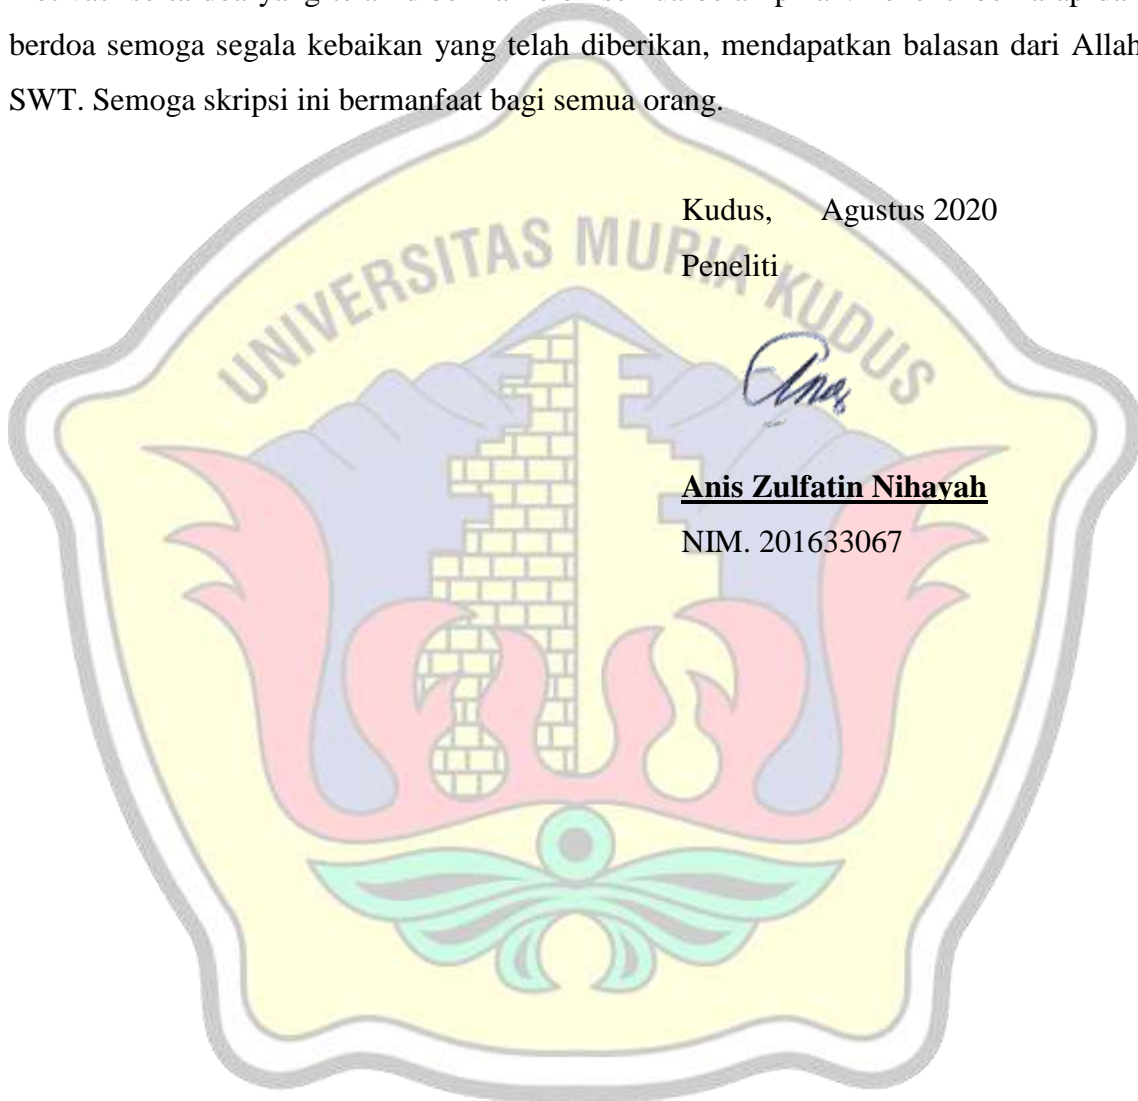 berdoa semoga segala kebaikan yang telah diberikan, mendapatkan balasan dari Allah
SWT. Semoga skripsi ini bermanfaat bagi semua orang.
Kudus, Agustus 2020
Peneliti
UNIVERSITAS MURIA KUDUS
Anis Zulfatin Nihayah
NIM. 201633067